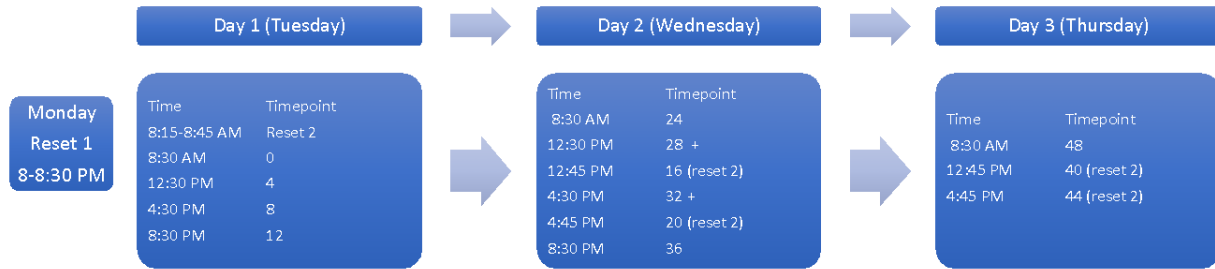 Day 1 (Tuesday)
Day 2 (Wednesday)
Day 3 (Thursday)
Monday
Reset 1
8-8:30 PM
Time Timepoint
8:15-8:45 AM Reset 2
8:30 AM 0
12:30 PM 4
4:30 PM 8
8:30 PM 12
Time Timepoint
8:30 AM 24
12:30 PM 28 +
12:45 PM 16 (reset 2)
4:30 PM 32 +
4:45 PM 20 (reset 2)
8:30 PM 36
Time Timepoint
8:30 AM 48
12:45 PM 40 (reset 2)
4:45 PM 44 (reset 2)